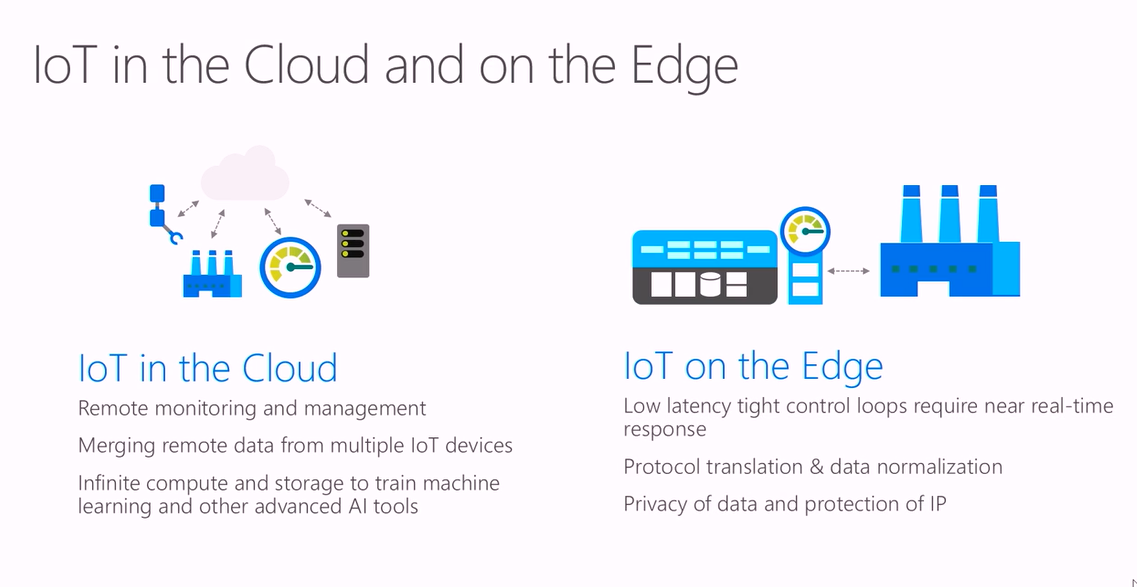 IoT in the Cloud and on the Edge
IoT in the Cloud
Remote monitoring and management
Merging remote data from multiple IoT devices
Infinite compute and storage to train machine
learning and other advanced AI tools
IoT on the Edge
Low latency tight control loops require near real-time
response
Protocol translation & data normalization
Privacy of data and protection of IP